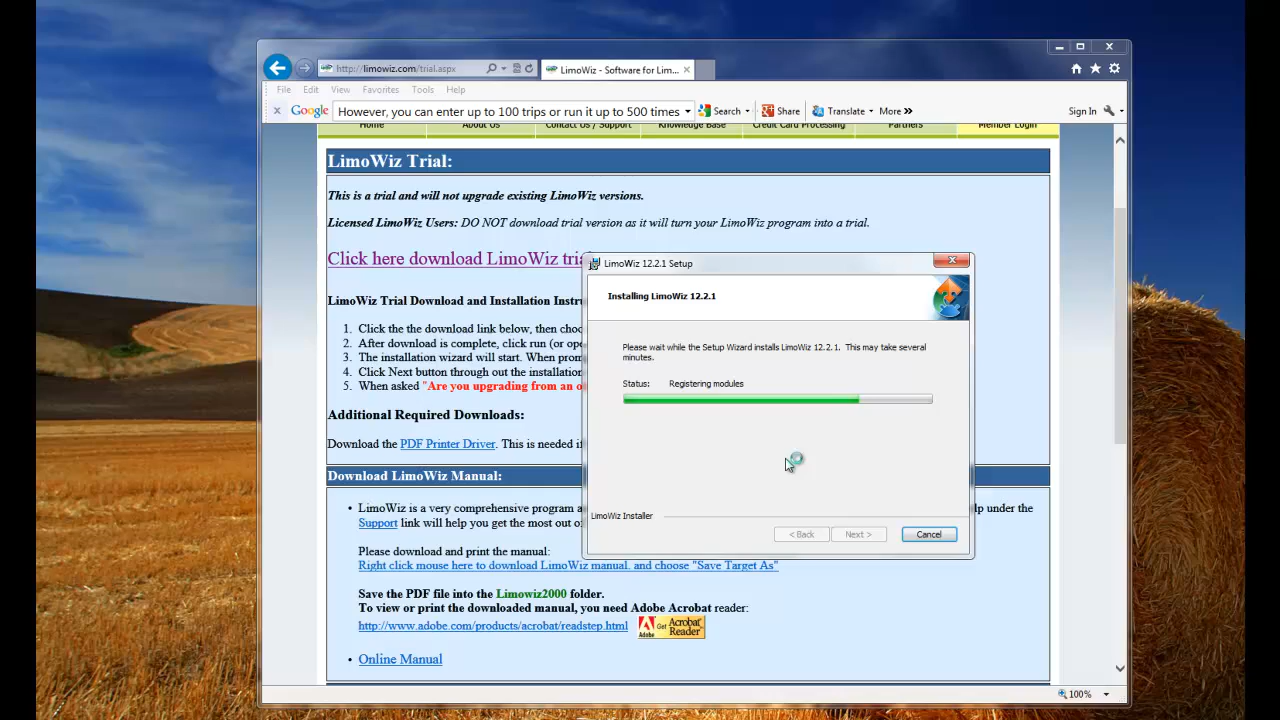 http://limowiz.com/trial.aspx
LimoWiz - Software for Lim...
File Edit View Favorites Tools Help
Google
However, you can enter up to 100 trips or run it up to 500 times
Search
Share
Translate
More »
Sign In
Home
About Us
Contact Us / Support
Knowledge Base
Credit Card Processing
Partners
Member Login
LimoWiz Trial:
This is a trial and will not upgrade existing LimoWiz versions.
Licensed LimoWiz Users: DO NOT download trial version as it will turn your LimoWiz program into a trial.
Click here download LimoWiz tria
LimoWiz Trial Download and Installation Instru
1. Click the the download link below, then choo
2. After download is complete, click run (or ope
3. The installation wizard will start. When prom
4. Click Next button through out the installation
5. When asked "Are you upgrading from an o
Additional Required Downloads:
Download the PDF Printer Driver. This is needed if
LimoWiz 12.2.1 Setup
Installing LimoWiz 12.2.1
Please wait while the Setup Wizard installs LimoWiz 12.2.1. This may take several
minutes.
Status: Registering modules
LimoWiz Installer
< Back
Next >
Cancel
Download LimoWiz Manual:
• LimoWiz is a very comprehensive program a
lp under the
Support link will help you get the most out of
Please download and print the manual:
Right click mouse here to download LimoWiz manual. and choose "Save Target As"
Save the PDF file into the Limowiz2000 folder.
To view or print the downloaded manual, you need Adobe Acrobat reader:
http://www.adobe.com/products/acrobat/readstep.html
Adobe
Get Acrobat
Reader
• Online Manual
100%